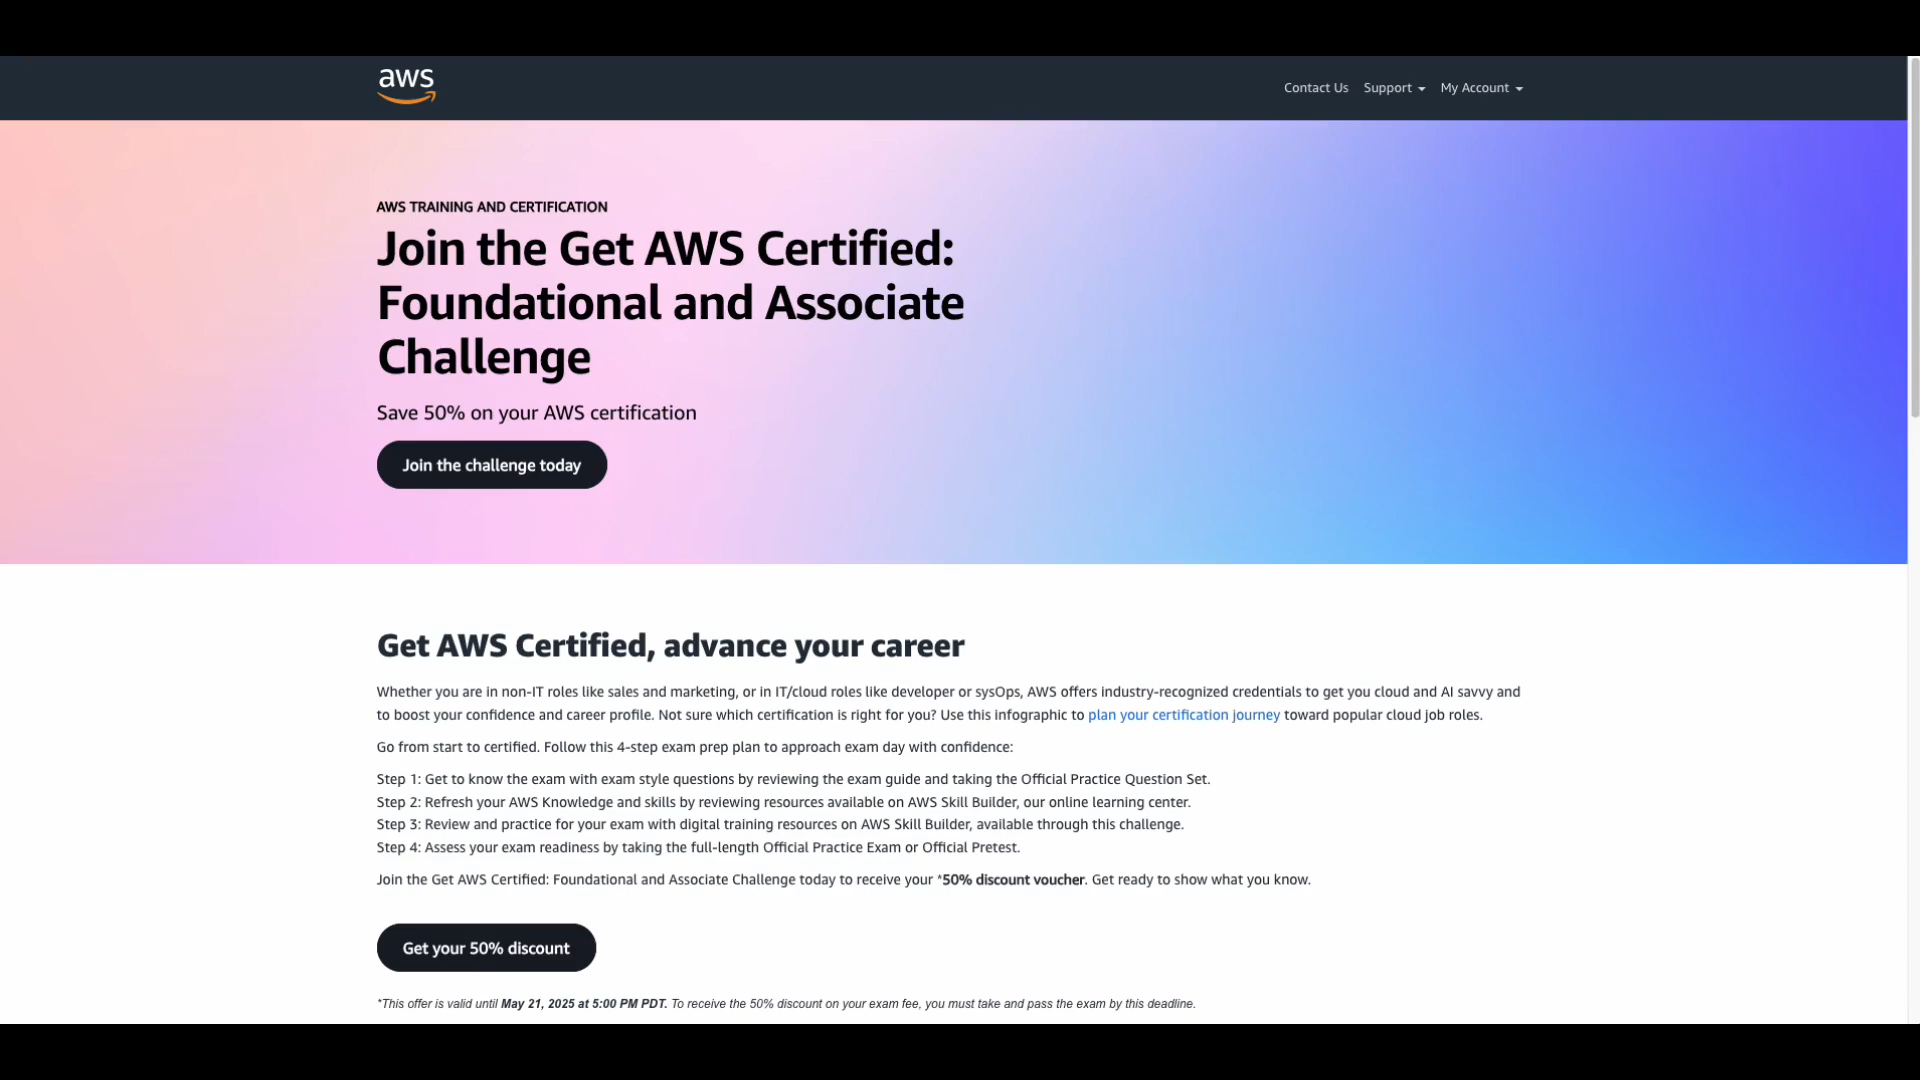 aws
Contact Us Support My Account
AWS TRAINING AND CERTIFICATION
Join the Get AWS Certified:
Foundational and Associate
Challenge
Save 50% on your AWS certification
Join the challenge today
Get AWS Certified, advance your career
Whether you are in non-IT roles like sales and marketing, or in IT/cloud roles like developer or sysOps, AWS offers industry-recognized credentials to get you cloud and AI savvy and
to boost your confidence and career profile. Not sure which certification is right for you? Use this infographic to plan your certification journey toward popular cloud job roles.
Go from start to certified. Follow this 4-step exam prep plan to approach exam day with confidence:
Step 1: Get to know the exam with exam style questions by reviewing the exam guide and taking the Official Practice Question Set.
Step 2: Refresh your AWS Knowledge and skills by reviewing resources available on AWS Skill Builder, our online learning center.
Step 3: Review and practice for your exam with digital training resources on AWS Skill Builder, available through this challenge.
Step 4: Assess your exam readiness by taking the full-length Official Practice Exam or Official Pretest.
Join the Get AWS Certified: Foundational and Associate Challenge today to receive your *50% discount voucher. Get ready to show what you know.
Get your 50% discount
*This offer is valid until May 21, 2025 at 5:00 PM PDT. To receive the 50% discount on your exam fee, you must take and pass the exam by this deadline.